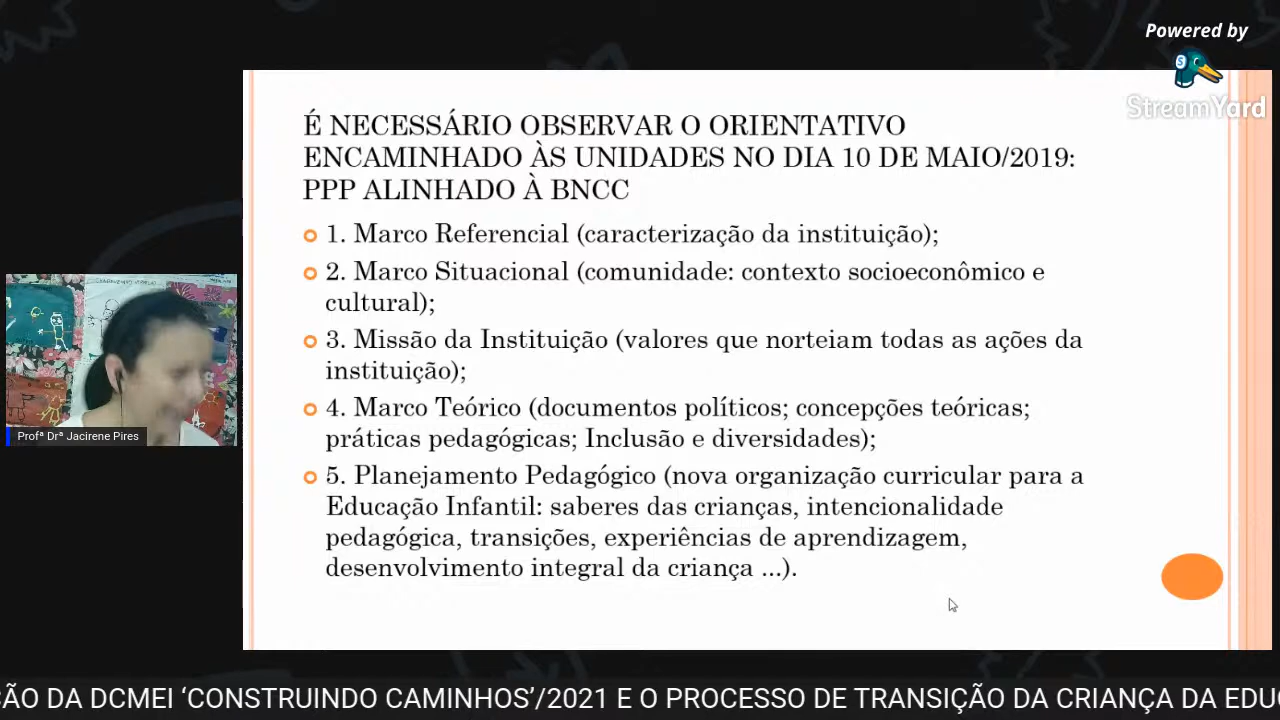 Powered by
S
StreamYard
É NECESSÁRIO OBSERVAR O ORIENTATIVO
ENCAMINHADO ÀS UNIDADES NO DIA 10 DE MAIO/2019:
PPP ALINHADO À BNCC
1. Marco Referencial (caracterização da instituição);
2. Marco Situacional (comunidade: contexto socioeconômico e
cultural);
3. Missão da Instituição (valores que norteiam todas as ações da
instituição);
4. Marco Teórico (documentos políticos; concepções teóricas;
práticas pedagógicas; Inclusão e diversidades);
5. Planejamento Pedagógico (nova organização curricular para a
Educação Infantil: saberes das crianças, intencionalidade
pedagógica, transições, experiências de aprendizagem,
desenvolvimento integral da criança ...).
Profª Drª Jacirene Pires
ÇÃO DA DCMEI ‘CONSTRUINDO CAMINHOS’/2021 E O PROCESSO DE TRANSIÇÃO DA CRIANÇA DA EDU